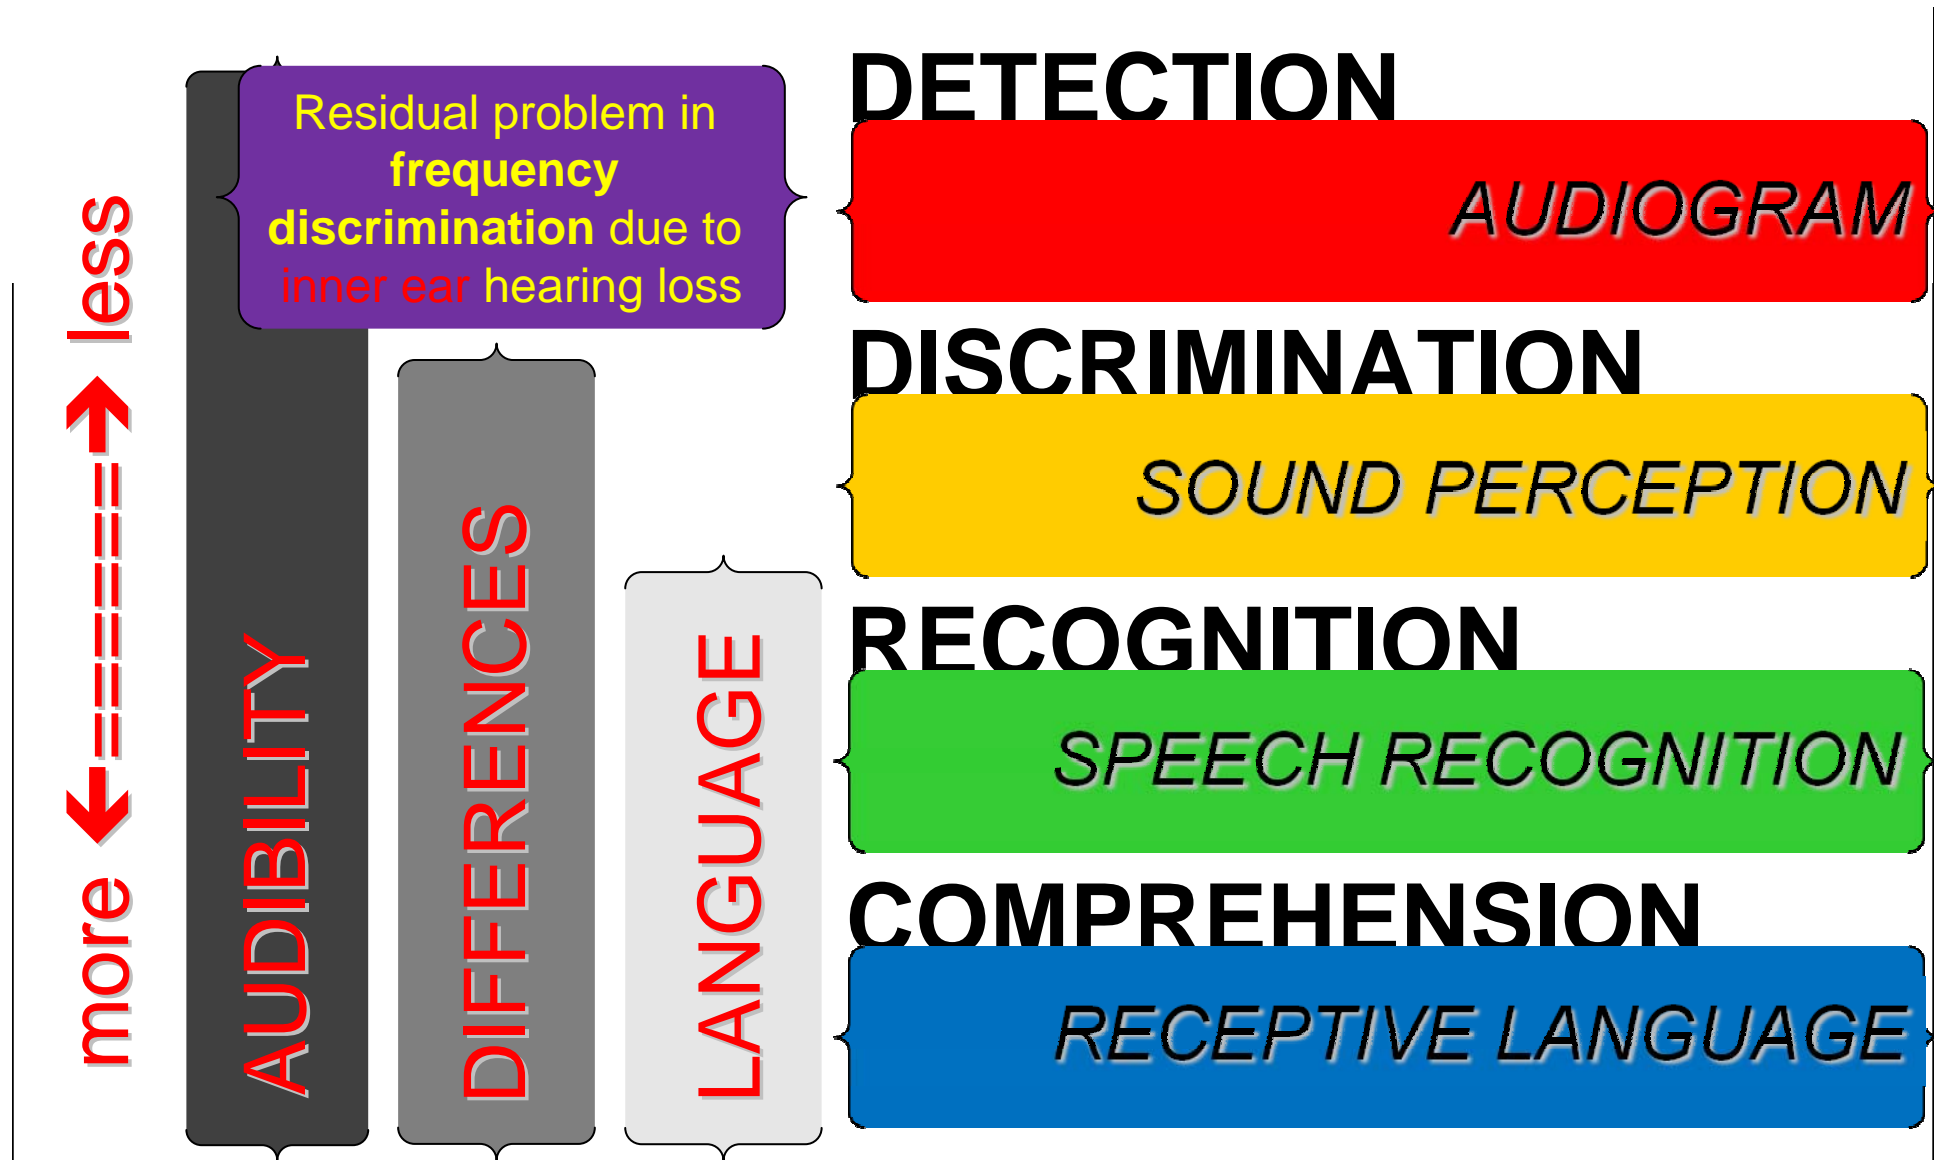 Residual problem in
frequency
discrimination due to
inner ear hearing loss
more ←=======→ less
AUDIBILITY
DIFFERENCES
LANGUAGE
DETECTION
AUDIOGRAM
DISCRIMINATION
SOUND PERCEPTION
RECOGNITION
SPEECH RECOGNITION
COMPREHENSION
RECEPTIVE LANGUAGE